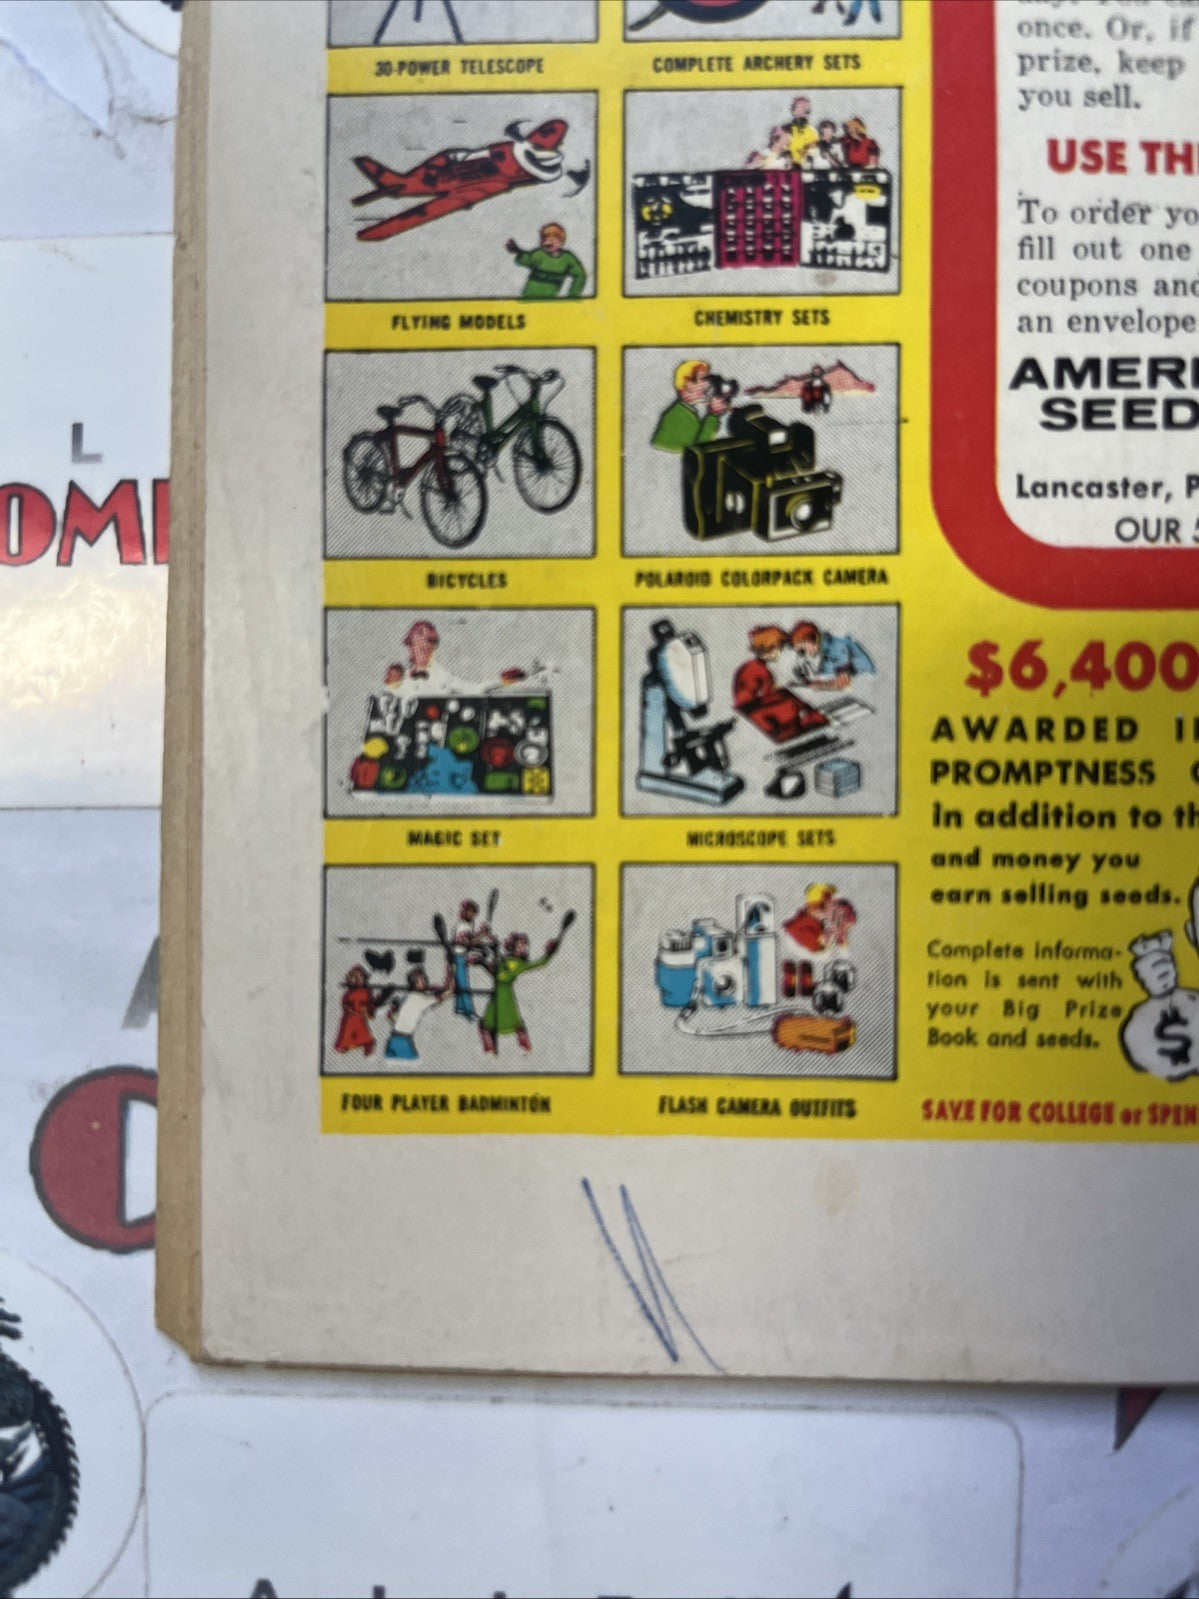 30-POWER TELESCOPE
COMPLETE ARCHERY SETS
FLYING MODELS
CHEMISTRY SETS
BICYCLES
POLAROID COLORPACK CAMERA
MAGIC SET
MICROSCOPE SETS
FOUR PLAYER BADMINTON
FLASH CAMERA OUTFITS
once. Or, if
prize, keep
you sell.
USE TH
To order yo
fill out one
coupons and
an envelope
AMER
SEED
Lancaster, P
OUR 5
$6,400
AWARDED I
PROMPTNESS
in addition to th
and money you
earn selling seeds.
Complete informa-
tion is sent with
your Big Prize
Book and seeds.
$
SAVE FOR COLLEGE or SPEN
L
OMI